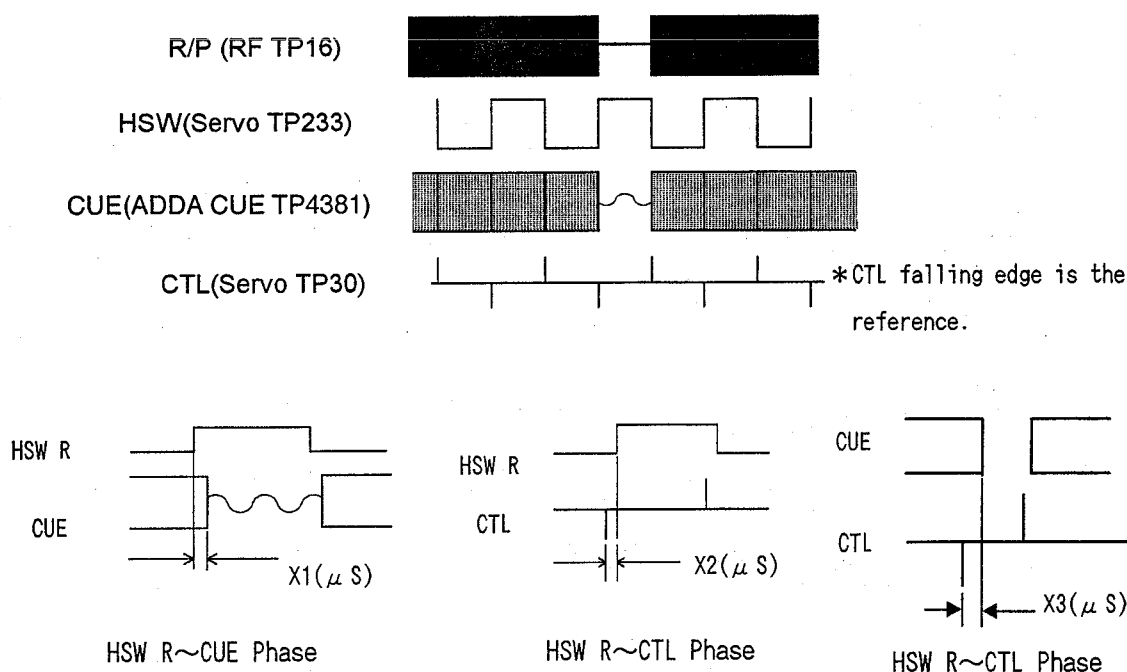 R/P (RF TP16)
HSW(Servo TP233)
CUE(ADDA CUE TP4381)
CTL(Servo TP30)
*CTL falling edge is the
reference.
HSW R
CUE
X1(μS)
HSW R~CUE Phase
HSW R
CTL
X2(μS)
HSW R~CTL Phase
CUE
CTL
X3(μS)
HSW R~CTL Phase